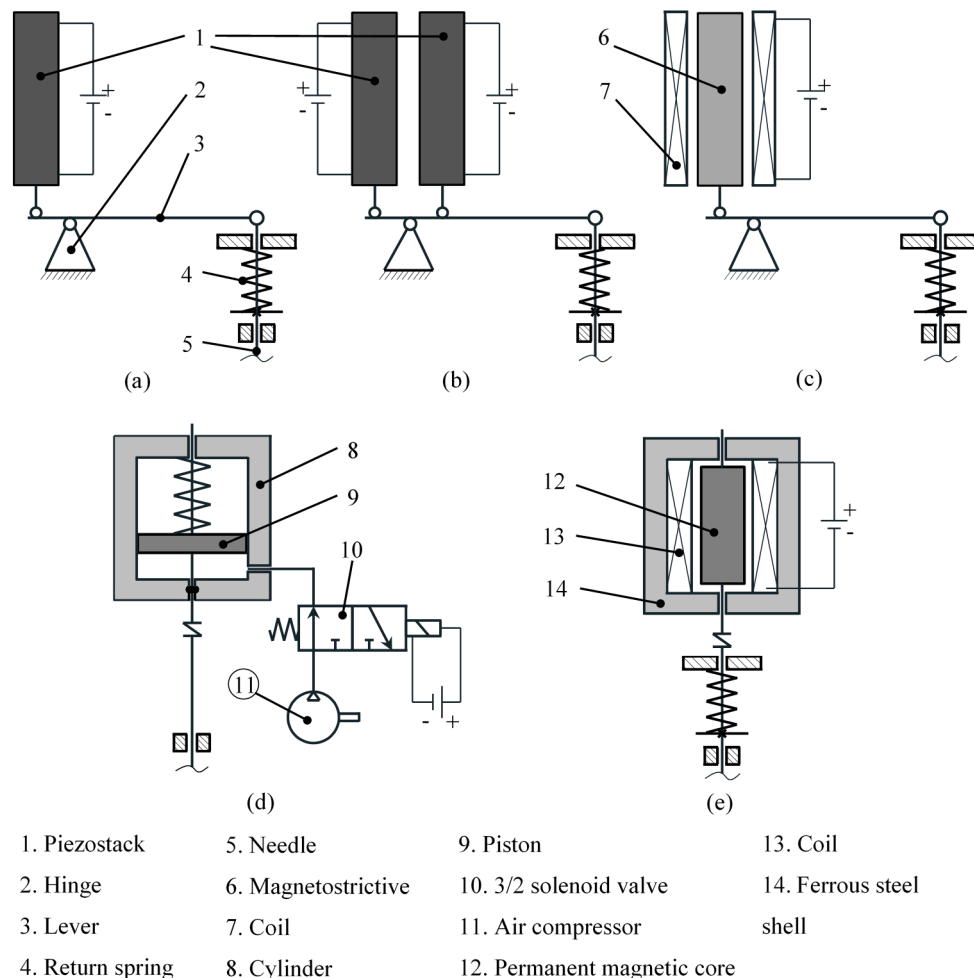 1
2
3
4
5
+
-
+
-
6
7
+
-
(a)
(b)
(c)
8
9
10
11
- +
12
13
14
+
-
(d)
(e)
1. Piezostack 5. Needle 9. Piston 13. Coil
2. Hinge 6. Magnetostrictive 10. 3/2 solenoid valve 14. Ferrous steel
3. Lever 7. Coil 11. Air compressor shell
4. Return spring 8. Cylinder 12. Permanent magnetic core